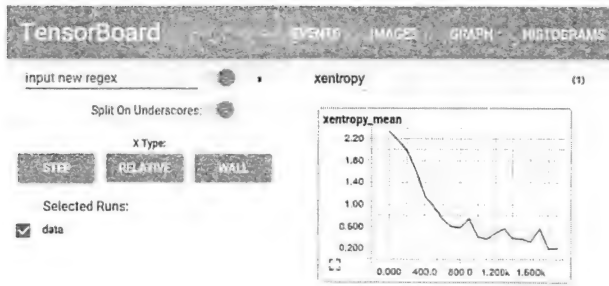 TensorBoard
EVENTS IMAGES GRAPH HISTOGRAMS
input new regex
Split On Underscores:
X Type:
STEP RELATIVE WALL
Selected Runs:
data
xentropy (1)
xentropy_mean
2.20
1.80
1.40
1.00
0.600
0.200
0.000 400.0 800.0 1.200k 1.600k